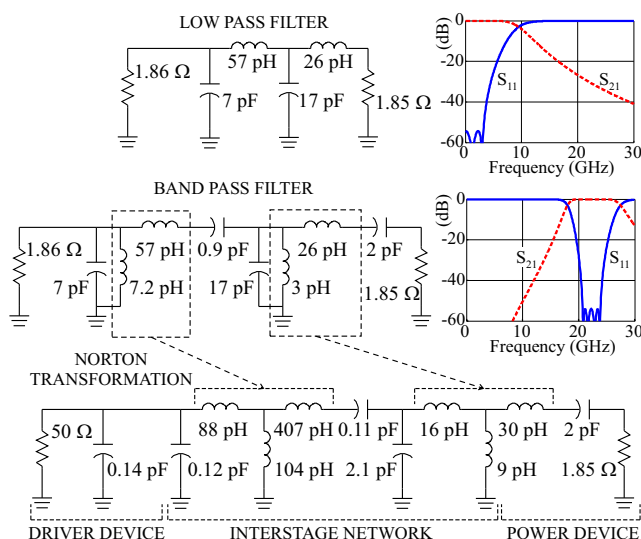 LOW PASS FILTER
1.86 Ω
7 pF
57 pH
17 pF
26 pH
1.85 Ω
(dB)
0
-20
-40
-60
S11
S21
0
10
20
30
Frequency (GHz)
BAND PASS FILTER
1.86 Ω
7 pF
57 pH
7.2 pH
0.9 pF
17 pF
26 pH
3 pH
2 pF
1.85 Ω
(dB)
0
-20
-40
-60
S21
S11
0
10
20
30
Frequency (GHz)
NORTON
TRANSFORMATION
50 Ω
0.14 pF
0.12 pF
88 pH
407 pH
104 pH
0.11 pF
2.1 pF
16 pH
30 pH
9 pH
2 pF
1.85 Ω
DRIVER DEVICE
INTERSTAGE NETWORK
POWER DEVICE